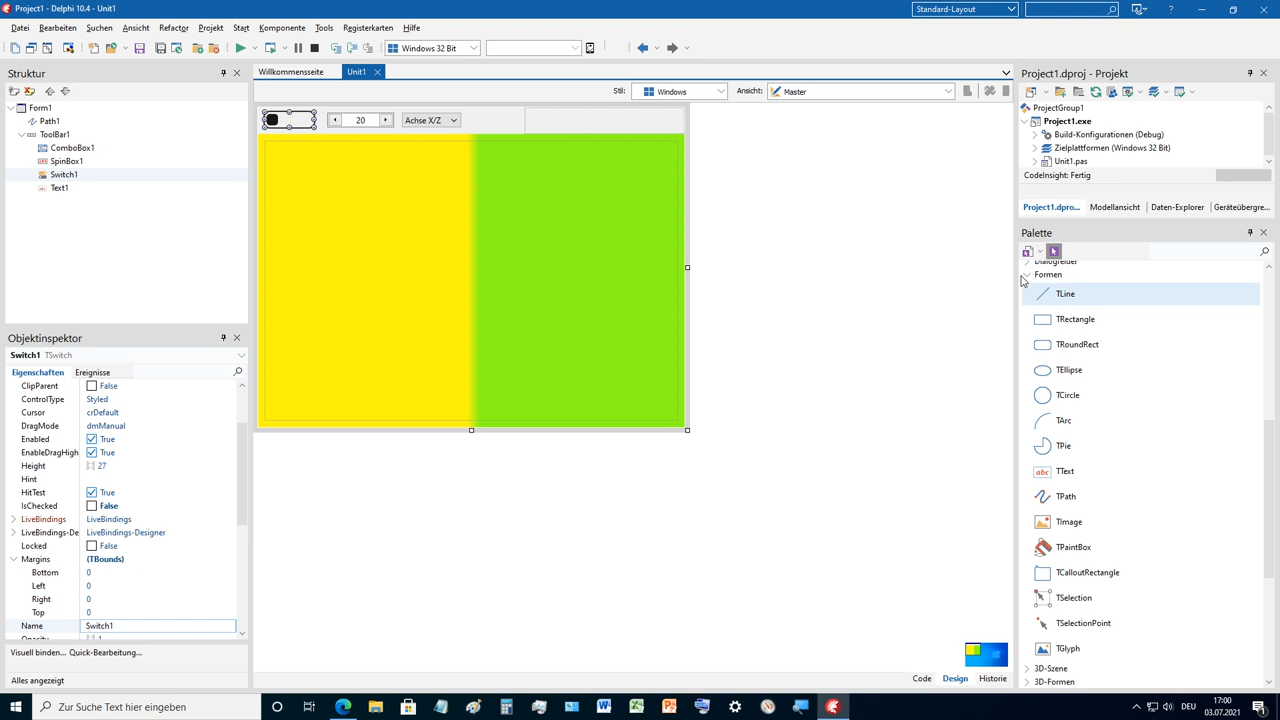 Project1 - Delphi 10.4 - Unit1
Standard-Layout
Datei Bearbeiten Suchen Ansicht Refactor Projekt Start Komponente Tools Registerkarten Hilfe
Windows 32 Bit
Struktur
Form1
Path1
ToolBar1
ComboBox1
SpinBox1
Switch1
Text1
Objektinspektor
Switch1 TSwitch
Eigenschaften Ereignisse
ClipParent False
ControlType Styled
Cursor crDefault
DragMode dmManual
Enabled True
EnableDragHigh True
Height 27
Hint
HitTest True
IsChecked False
LiveBindings LiveBindings
LiveBindings-De LiveBindings-Designer
Locked False
Margins (TBounds)
Bottom 0
Left 0
Right 0
Top 0
Name Switch1
Opacity 1
Visuell binden... Quick-Bearbeitung...
Alles angezeigt
Willkommensseite Unit1
Stil: Windows Ansicht: Master
20 Achse X/Z
Code Design Historie
Project1.dproj - Projekt
ProjectGroup1
Project1.exe
Build-Konfigurationen (Debug)
Zielplattformen (Windows 32 Bit)
Unit1.pas
CodeInsight: Fertig
Project1.dpro... Modellansicht Daten-Explorer Geräteübergre...
Palette
Dialogfelder
Formen
TLine
TRectangle
TRoundRect
TEllipse
TCircle
TArc
TPie
abc TText
TPath
TImage
TPaintBox
TCalloutRectangle
TSelection
TSelectionPoint
TGlyph
3D-Szene
3D-Formen
Zur Suche Text hier eingeben
DEU
17:00
03.07.2021